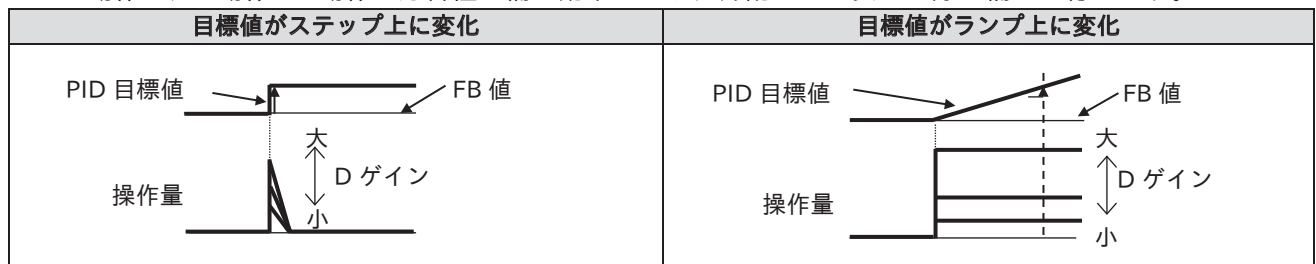 目標値がステップ上に変化
目標値がランプ上に変化
PID 目標値
FB 値
大
D ゲイン
小
操作量
PID 目標値
FB 値
大
D ゲイン
小
操作量